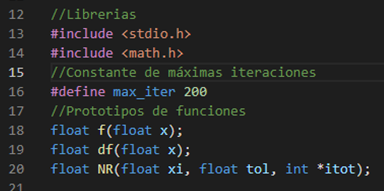 12 //Librerias
13 #include <stdio.h>
14 #include <math.h>
15 //Constante de máximas iteraciones
16 #define max_iter 200
17 //Prototipos de funciones
18 float f(float x);
19 float df(float x);
20 float NR(float xi, float tol, int *itot);
21